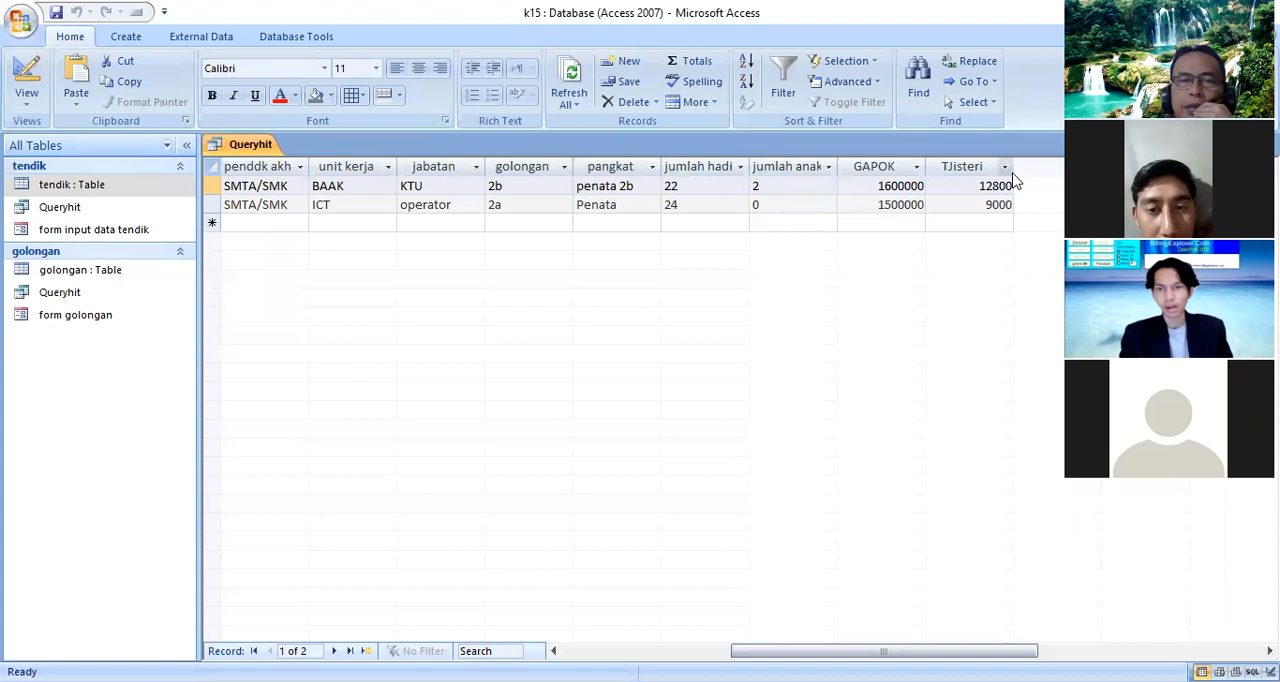 k15 : Database (Access 2007) - Microsoft Access
Home Create External Data Database Tools
View
Views
Paste
Cut
Copy
Format Painter
Clipboard
Calibri 11
B I U A
Font
Rich Text
Refresh All
New
Save
Delete
Totals
Spelling
More
Records
Filter
Selection
Advanced
Toggle Filter
Sort & Filter
Find
Replace
Go To
Select
Find
All Tables
tendik
tendik : Table
Queryhit
form input data tendik
golongan
golongan : Table
Queryhit
form golongan
Queryhit
penddk akh unit kerja jabatan golongan pangkat jumlah hadi jumlah anak GAPOK TJisteri
SMTA/SMK BAAK KTU 2b penata 2b 22 2 1600000 12800
SMTA/SMK ICT operator 2a Penata 24 0 1500000 9000
Record: 1 of 2 No Filter Search
Ready
SQL
BillingExplorer.Com